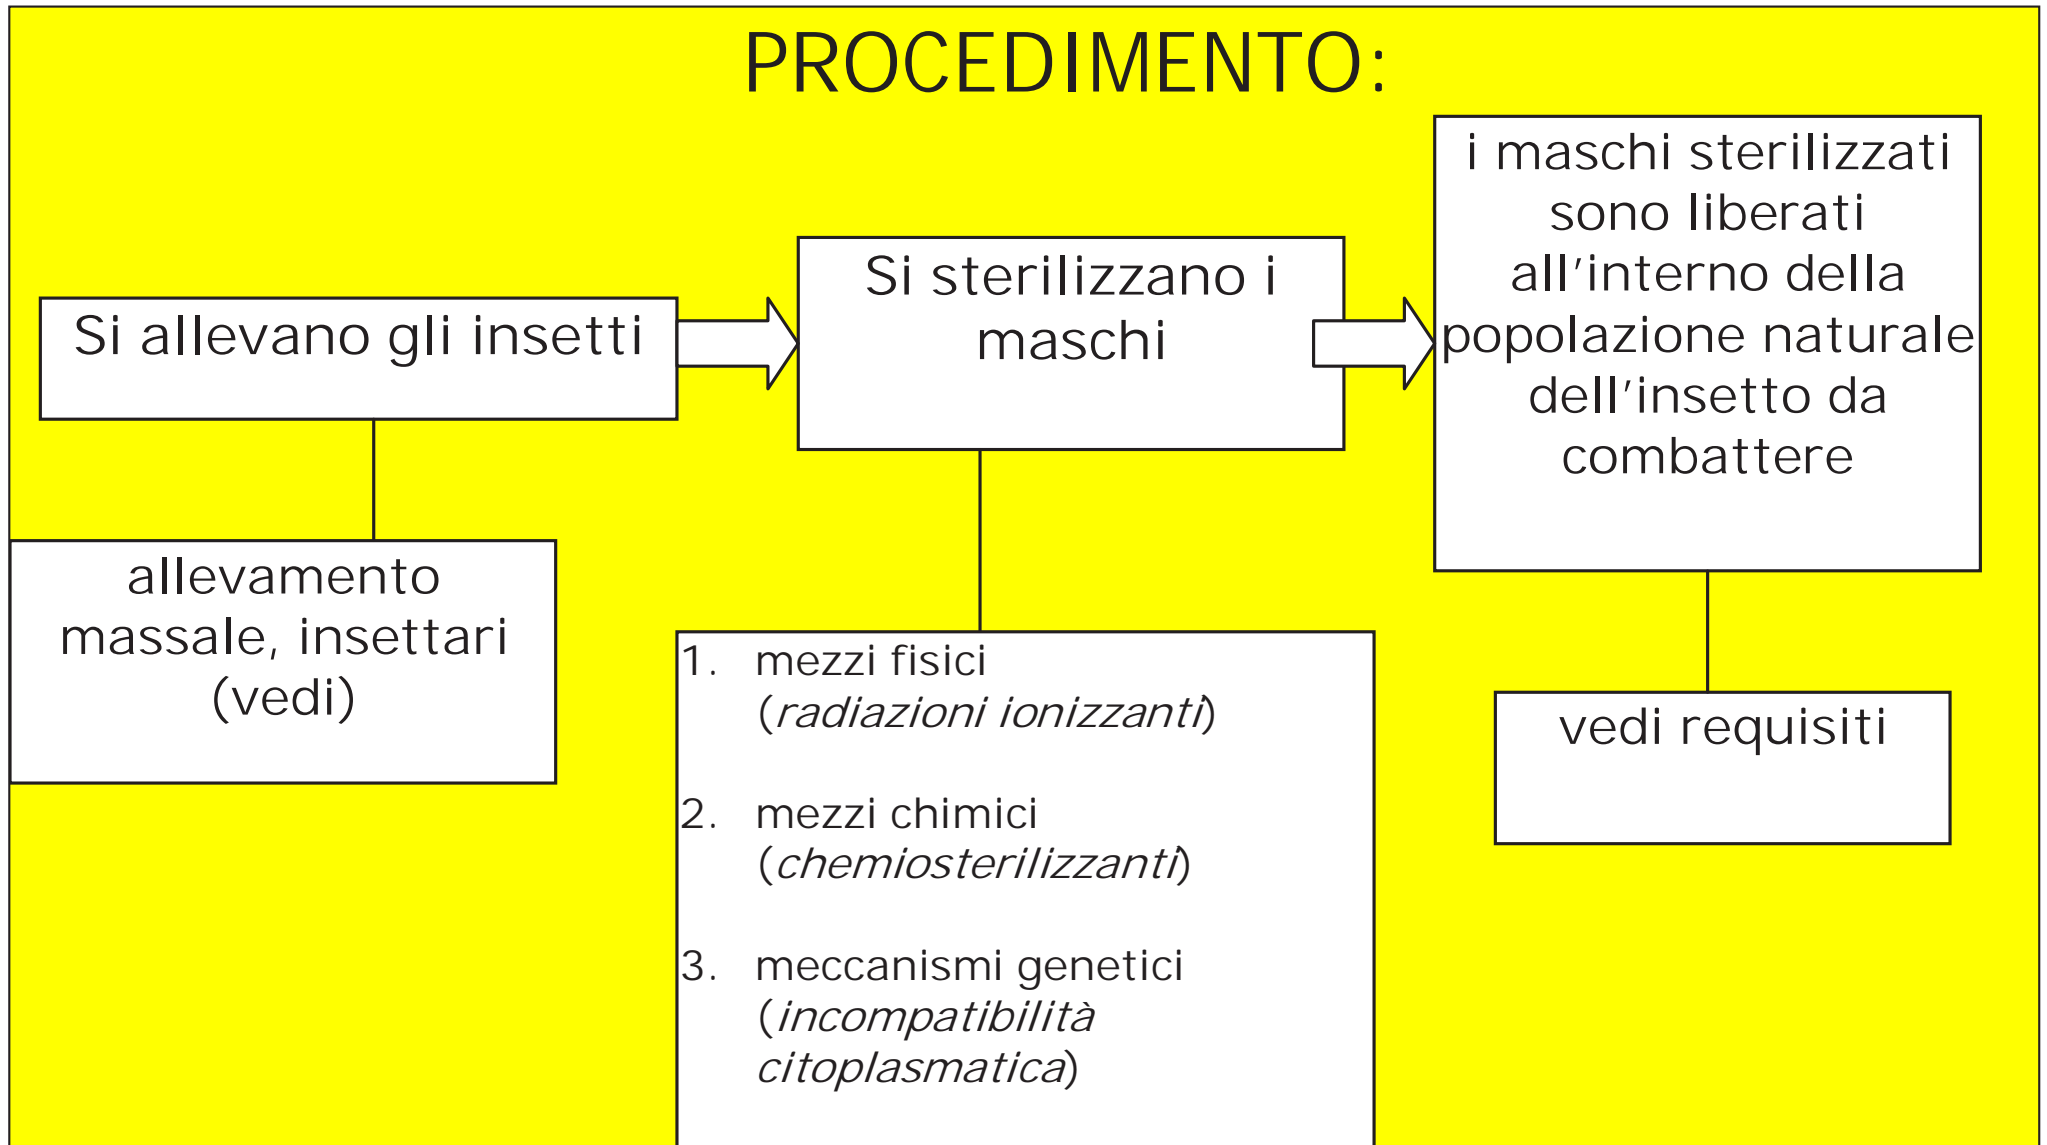 PROCEDIMENTO:
Si allevano gli insetti
allevamento
massale, insettari
(vedi)
Si sterilizzano i
maschi
1. mezzi fisici
(radiazioni ionizzanti)
2. mezzi chimici
(chemiosterilizzanti)
3. meccanismi genetici
(incompatibilità
citoplasmatica)
i maschi sterilizzati
sono liberati
all'interno della
popolazione naturale
dell'insetto da
combattere
vedi requisiti